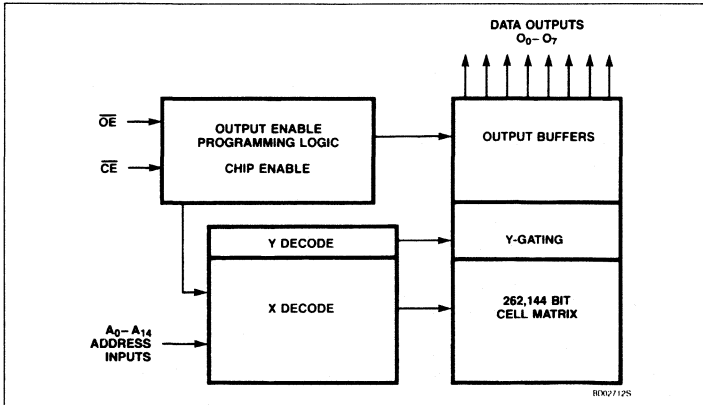 DATA OUTPUTS
O0– O7
OE
OUTPUT ENABLE
PROGRAMMING LOGIC
OUTPUT BUFFERS
CE
CHIP ENABLE
Y DECODE
Y-GATING
X DECODE
262,144 BIT
CELL MATRIX
A0– A14
ADDRESS
INPUTS
BD02712S